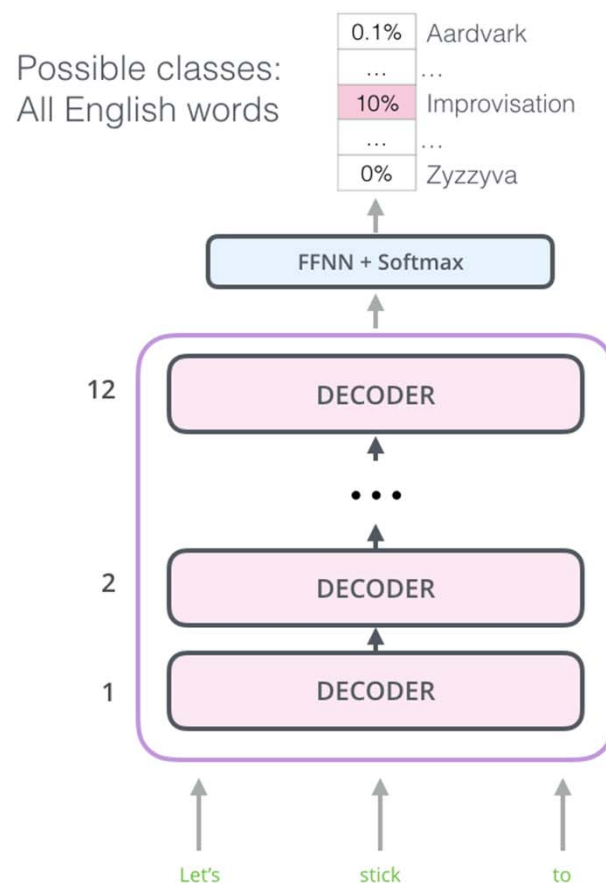 Possible classes:
All English words
0.1% Aardvark
... ...
10% Improvisation
... ...
0% Zyzzyva
FFNN + Softmax
12 DECODER
...
2 DECODER
1 DECODER
Let's stick to